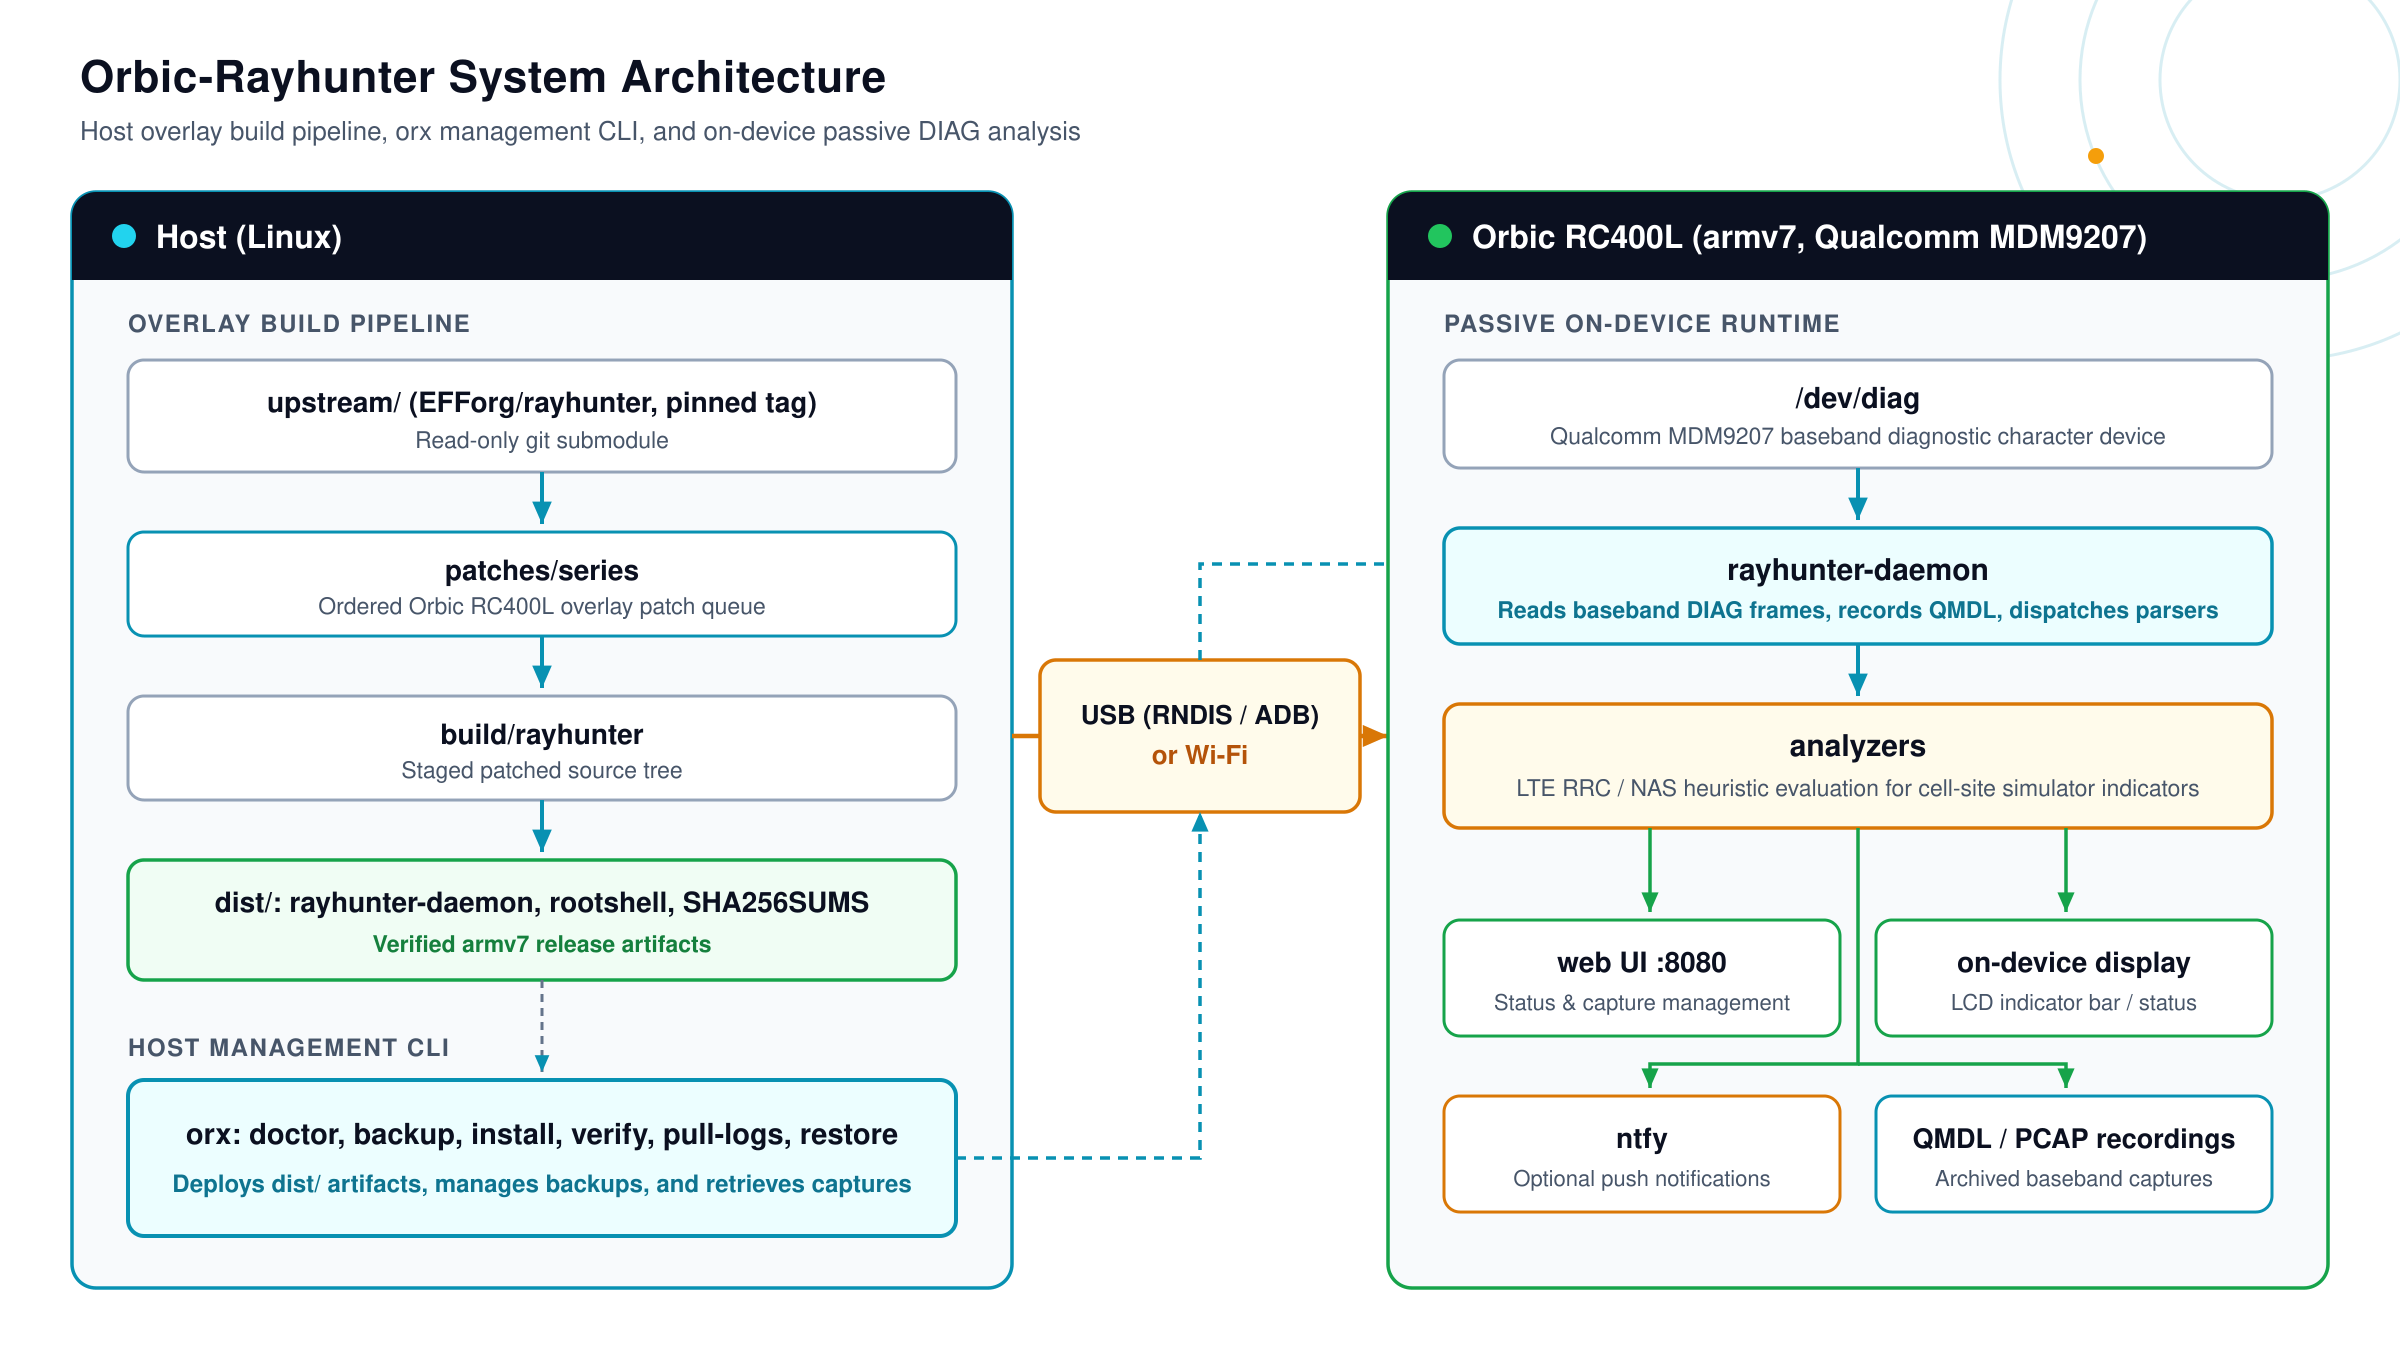 Orbic-Rayhunter System Architecture
Host overlay build pipeline, orx management CLI, and on-device passive DIAG analysis
Host (Linux)
OVERLAY BUILD PIPELINE
upstream/ (EFForg/rayhunter, pinned tag)
Read-only git submodule
patches/series
Ordered Orbic RC400L overlay patch queue
build/rayhunter
Staged patched source tree
dist/: rayhunter-daemon, rootshell, SHA256SUMS
Verified armv7 release artifacts
HOST MANAGEMENT CLI
orx: doctor, backup, install, verify, pull-logs, restore
Deploys dist/ artifacts, manages backups, and retrieves captures
USB (RNDIS / ADB)
or Wi-Fi
Orbic RC400L (armv7, Qualcomm MDM9207)
PASSIVE ON-DEVICE RUNTIME
/dev/diag
Qualcomm MDM9207 baseband diagnostic character device
rayhunter-daemon
Reads baseband DIAG frames, records QMDL, dispatches parsers
analyzers
LTE RRC / NAS heuristic evaluation for cell-site simulator indicators
web UI :8080
Status & capture management
on-device display
LCD indicator bar / status
ntfy
Optional push notifications
QMDL / PCAP recordings
Archived baseband captures